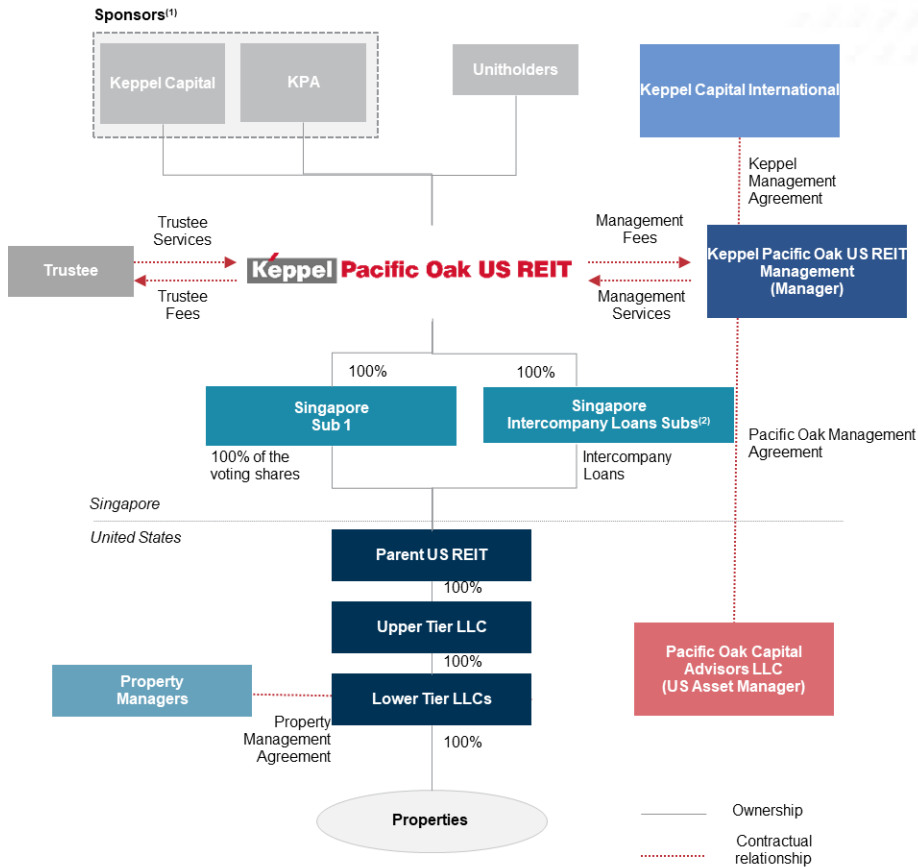 Sponsors(1)
Keppel Capital
KPA
Unitholders
Keppel Capital International
Keppel
Management
Agreement
Trustee
Services
Management
Fees
Trustee
Keppel Pacific Oak US REIT
Keppel Pacific Oak US REIT
Management
(Manager)
Trustee
Fees
Management
Services
100%
100%
Singapore
Sub 1
Singapore
Intercompany Loans Subs(2)
Pacific Oak Management
Agreement
100% of the
voting shares
Intercompany
Loans
Singapore
United States
Parent US REIT
100%
Upper Tier LLC
100%
Pacific Oak Capital
Advisors LLC
(US Asset Manager)
Property
Managers
Lower Tier LLCs
Property
Management
Agreement
100%
Properties
Ownership
Contractual
relationship